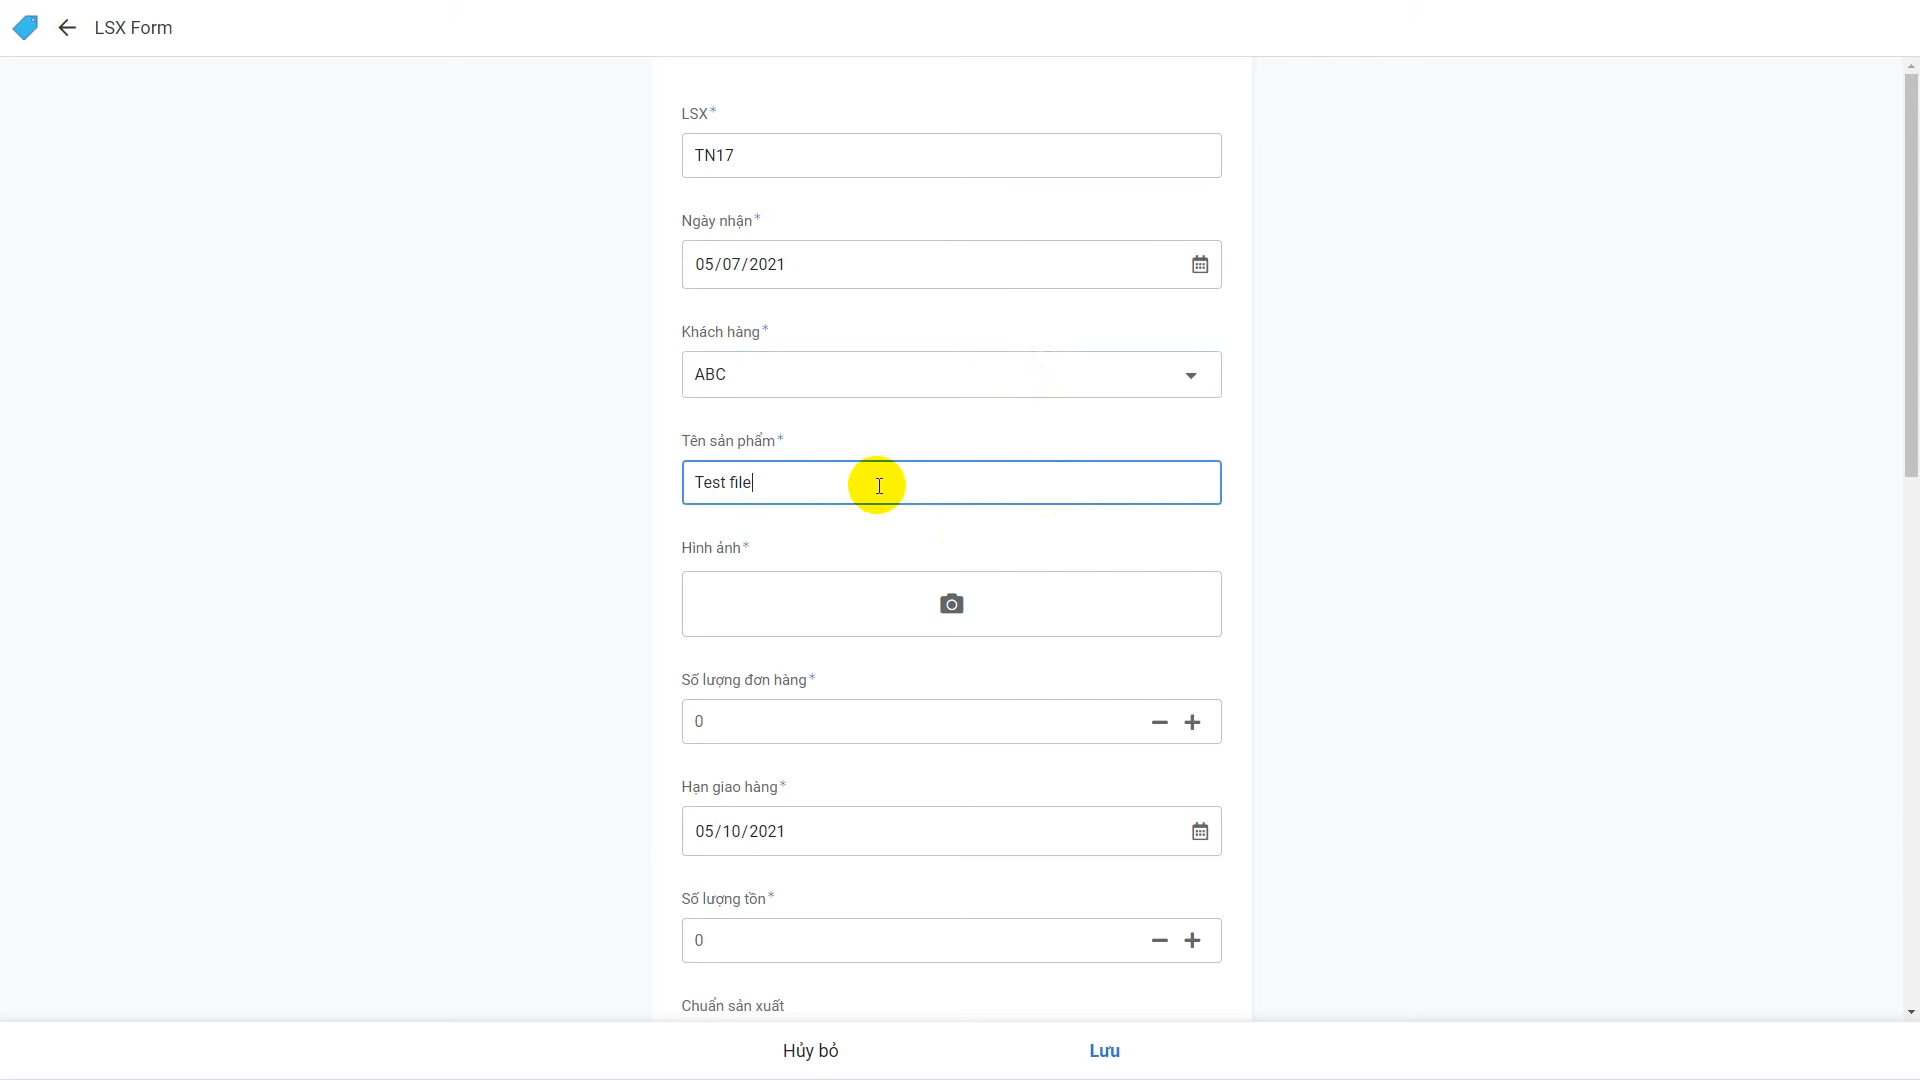 LSX Form
LSX*
TN17
Ngày nhận*
05/07/2021
Khách hàng*
ABC
Tên sản phẩm*
Test file
Hình ảnh*
Số lượng đơn hàng*
0
Hạn giao hàng*
05/10/2021
Số lượng tồn*
0
Chuẩn sản xuất
Hủy bỏ
Lưu